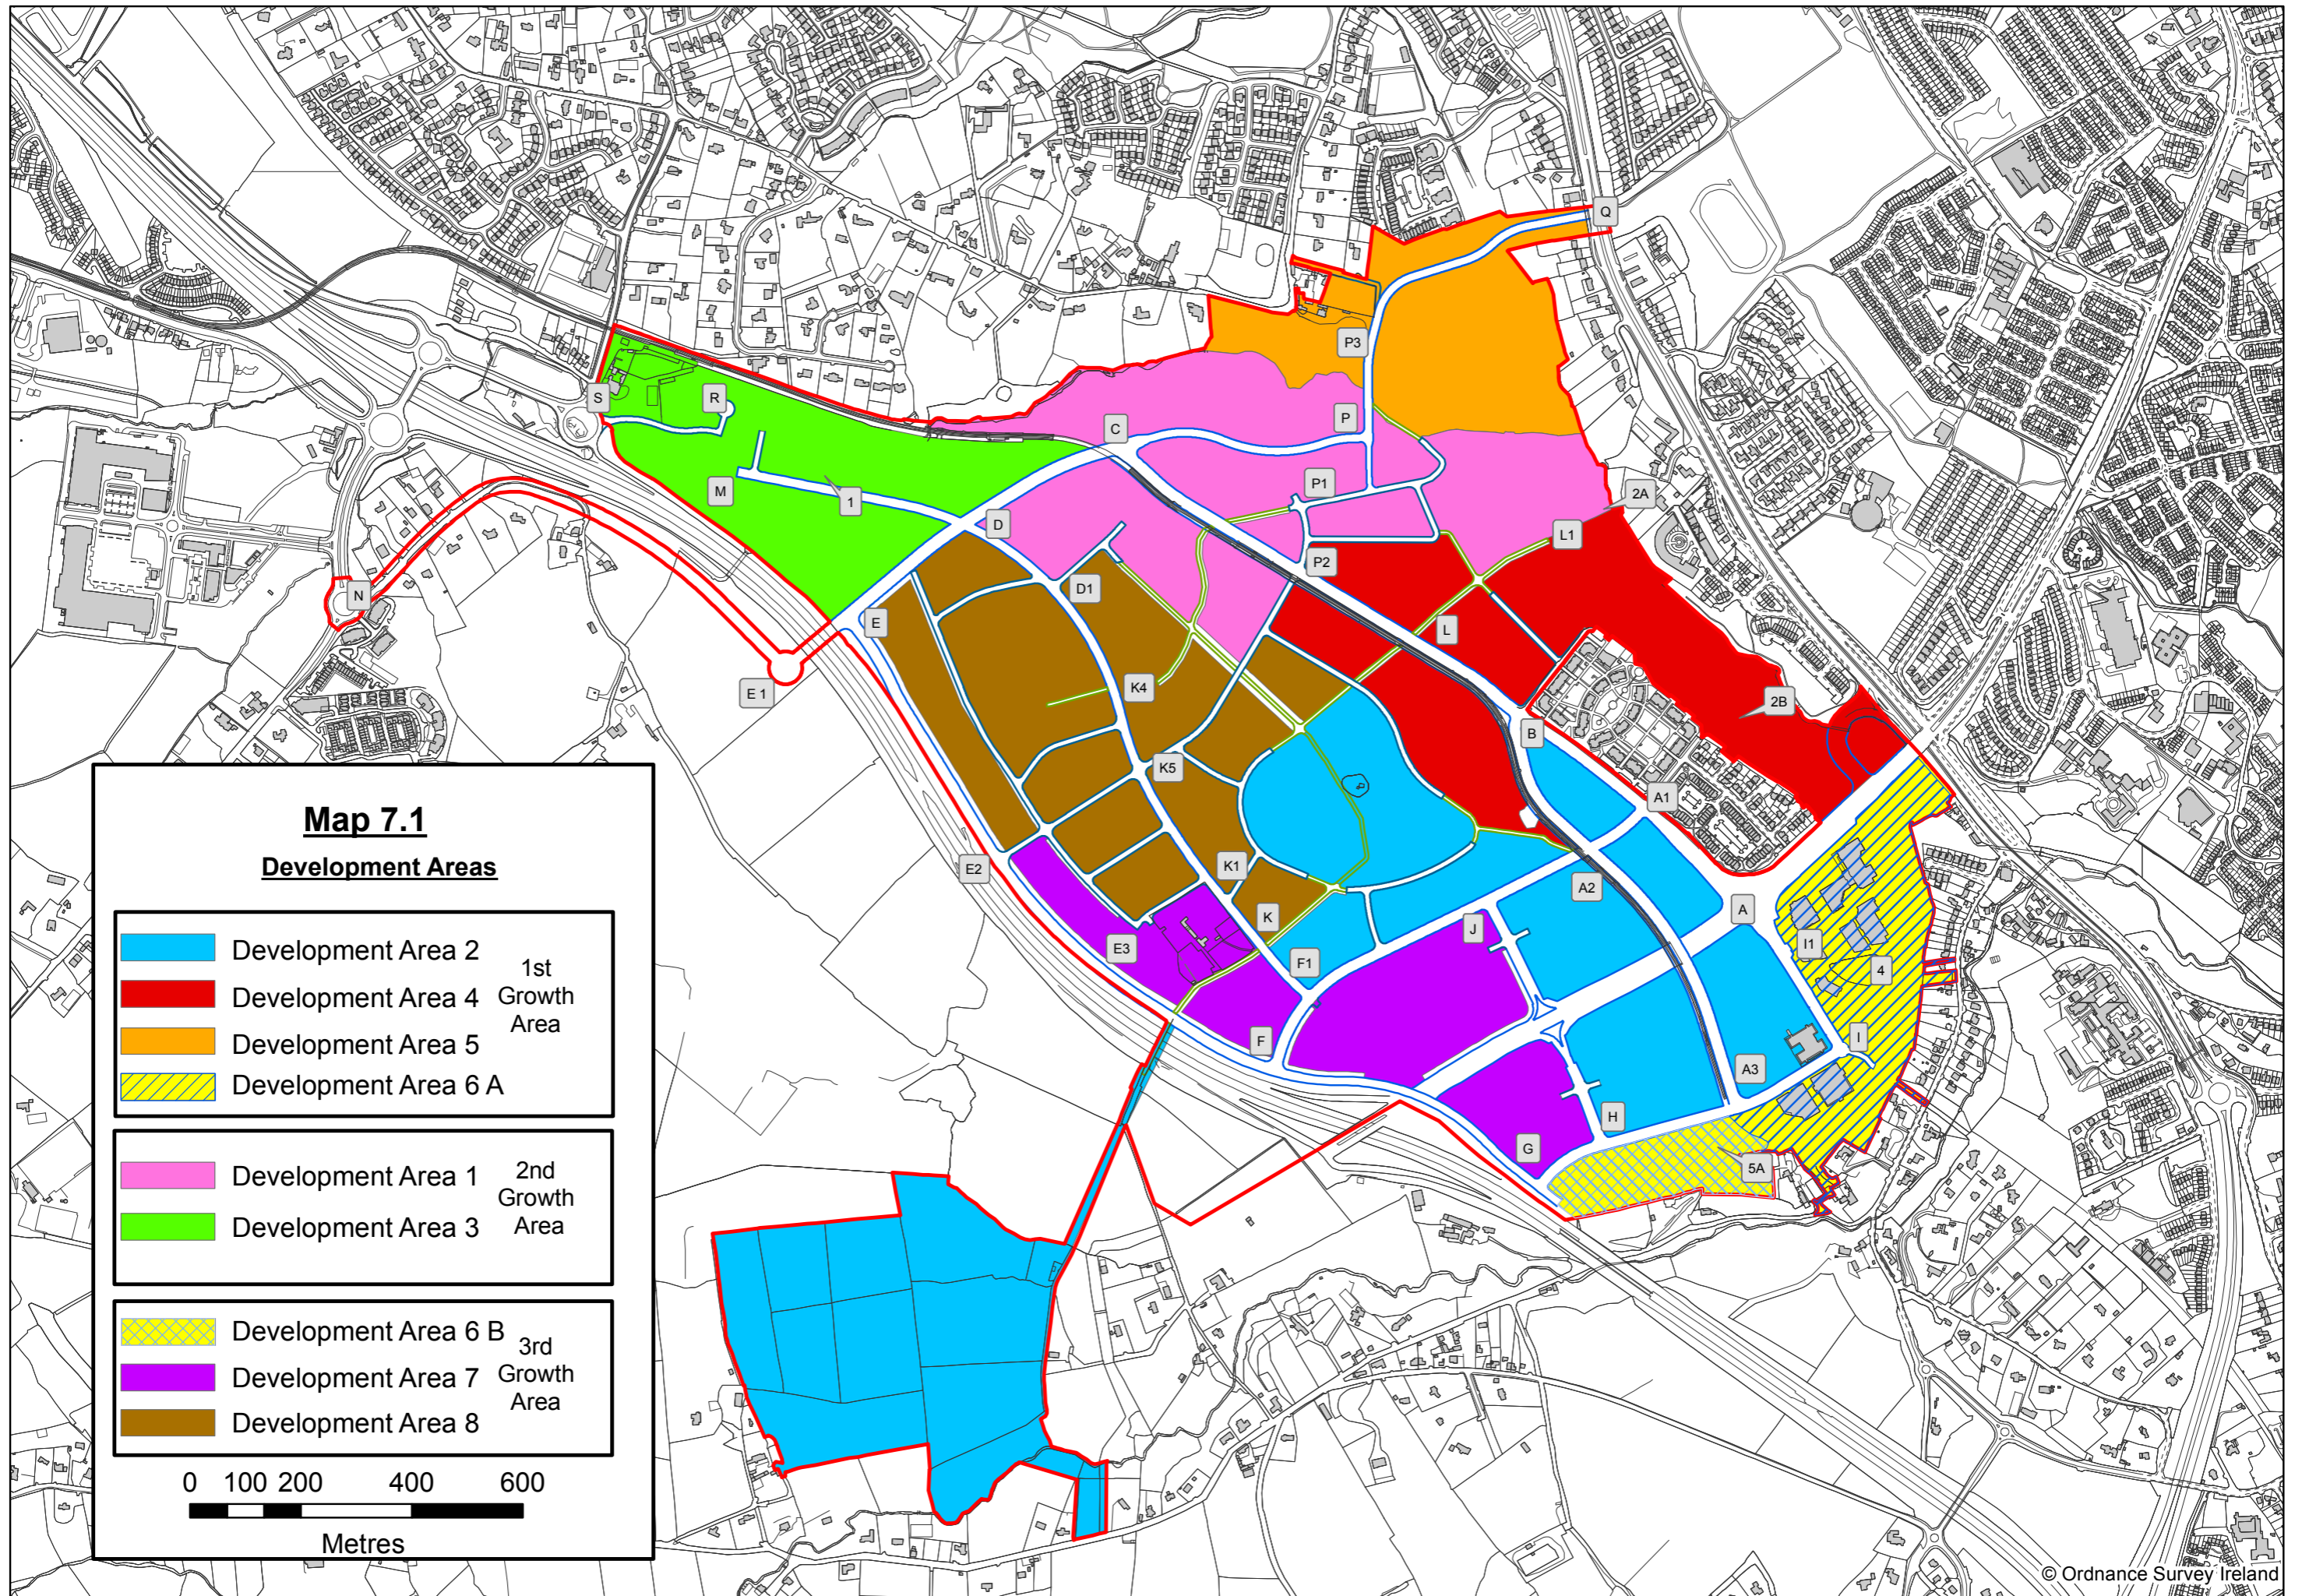 Q
P3
S
R
C
P
M
1
P1
2A
D
L1
P2
N
D1
E
L
E 1
K4
2B
B
K5
A1
E2
K1
A2
A
K
J
I1
E3
F1
4
F
I
A3
H
G
5A
Map 7.1
Development Areas
Development Area 2
Development Area 4
Development Area 5
Development Area 6 A
1st
Growth
Area
Development Area 1
Development Area 3
2nd
Growth
Area
Development Area 6 B
Development Area 7
Development Area 8
3rd
Growth
Area
0 100 200 400 600
Metres
© Ordnance Survey Ireland